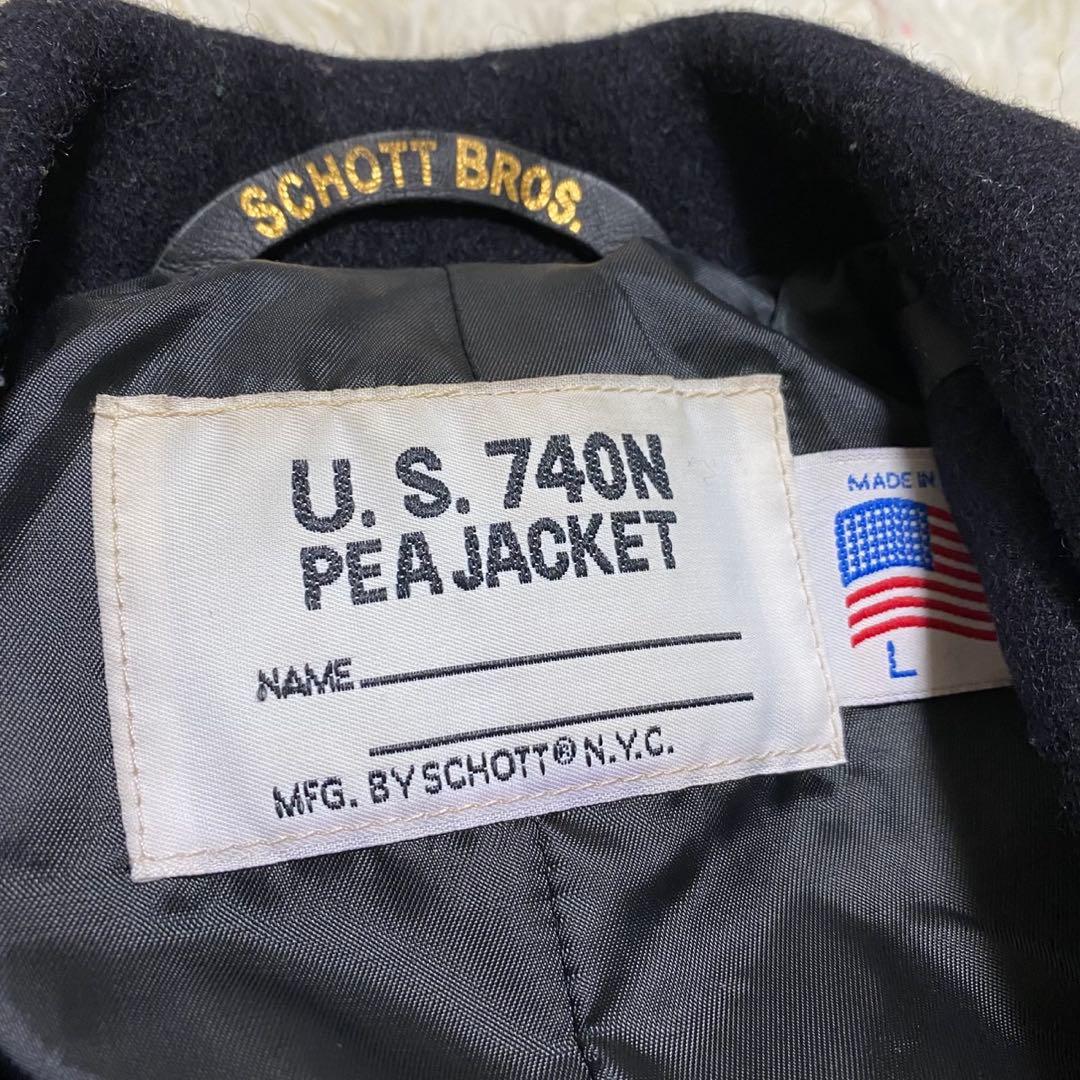 SCHOTT BROS.
U. S. 740N
PEA JACKET
NAME
MFG. BY SCHOTT® N.Y.C.
MADE IN
L